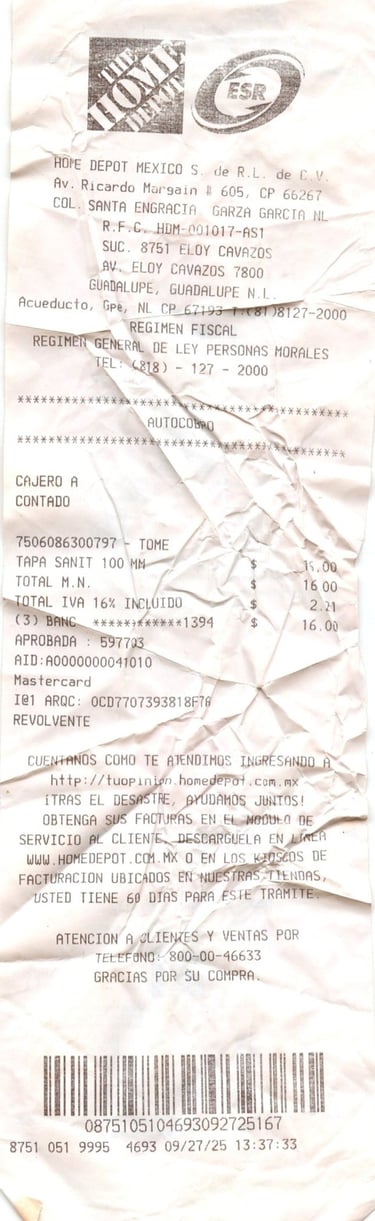 THE
HOME
DEPOT
ESR
HOME DEPOT MEXICO S. de R.L. de C.V.
Av. Ricardo Margain # 605, CP 66267
COL. SANTA ENGRACIA GARZA GARCIA NL
R.F.C. HDM-001017-AS1
SUC. 8751 ELOY CAVAZOS
AV. ELOY CAVAZOS 7800
GUADALUPE, GUADALUPE N.L.
Acueducto, Gpe, NL CP 67193 T.(81)8127-2000
REGIMEN FISCAL
REGIMEN GENERAL DE LEY PERSONAS MORALES
TEL: (818) - 127 - 2000
***************************************
AUTOCOBRO
***************************************
CAJERO A
CONTADO
7506086300797 - TOME
TAPA SANIT 100 MM $ 16.00
TOTAL M.N. $ 16.00
TOTAL IVA 16% INCLUIDO $ 2.21
(3) BANC ************1394 $ 16.00
APROBADA : 597703
AID:A0000000041010
Mastercard
I@1 ARQC: 0CD7707393818F7A
REVOLVENTE
CUENTANOS COMO TE ATENDIMOS INGRESANDO A
http://tuopinion.homedepot.com.mx
¡TRAS EL DESASTRE, AYUDAMOS JUNTOS!
OBTENGA SUS FACTURAS EN EL MODULO DE
SERVICIO AL CLIENTE, DESCARGUELA EN LINEA
WWW.HOMEDEPOT.COM.MX O EN LOS KIOSCOS DE
FACTURACION UBICADOS EN NUESTRAS TIENDAS,
USTED TIENE 60 DIAS PARA ESTE TRAMITE.
ATENCION A CLIENTES Y VENTAS POR
TELEFONO: 800-00-46633
GRACIAS POR SU COMPRA.
0875105104693092725167
8751 051 9995 4693 09/27/25 13:37:33